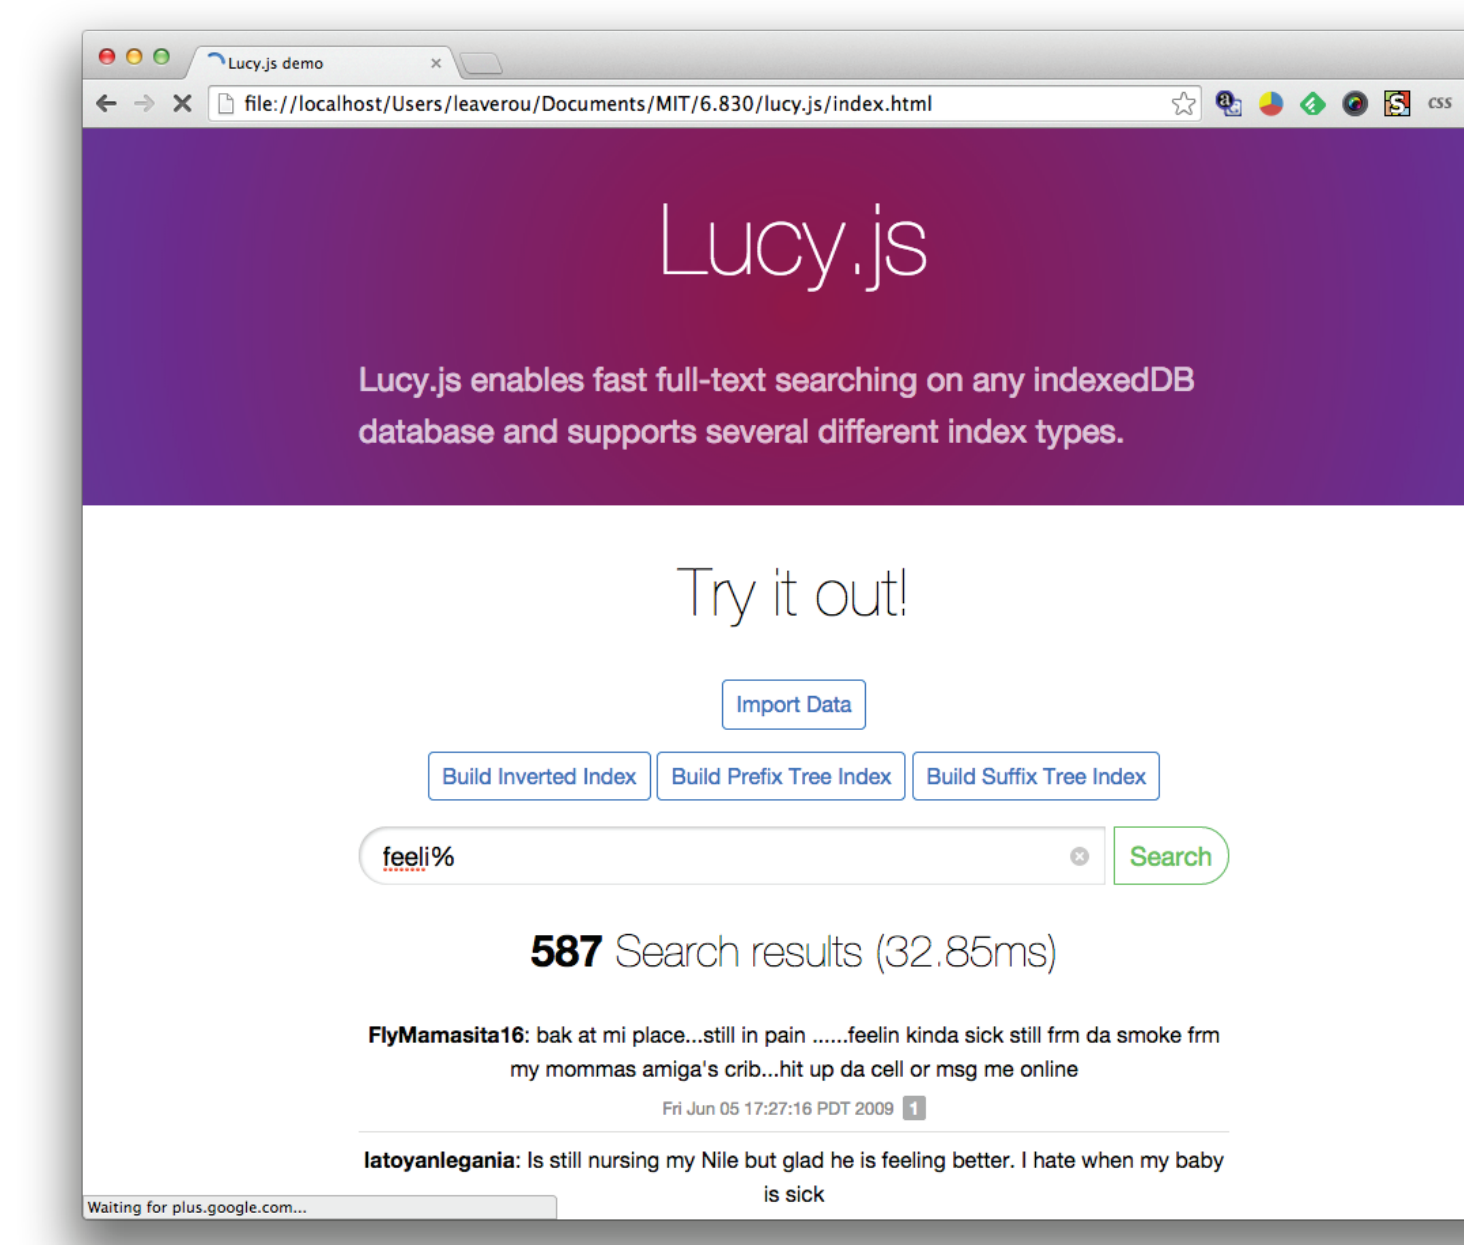 Lucy.js demo
file://localhost/Users/leaverou/Documents/MIT/6.830/lucy.js/index.html
CSS
Lucy.js
Lucy.js enables fast full-text searching on any indexedDB
database and supports several different index types.
Try it out!
Import Data
Build Inverted Index Build Prefix Tree Index Build Suffix Tree Index
feeli% Search
587 Search results (32.85ms)
FlyMamasita16: bak at mi place...still in pain ......feelin kinda sick still frm da smoke frm
my mommas amiga's crib...hit up da cell or msg me online
Fri Jun 05 17:27:16 PDT 2009 1
latoyanlegania: Is still nursing my Nile but glad he is feeling better. I hate when my baby
is sick
Waiting for plus.google.com...